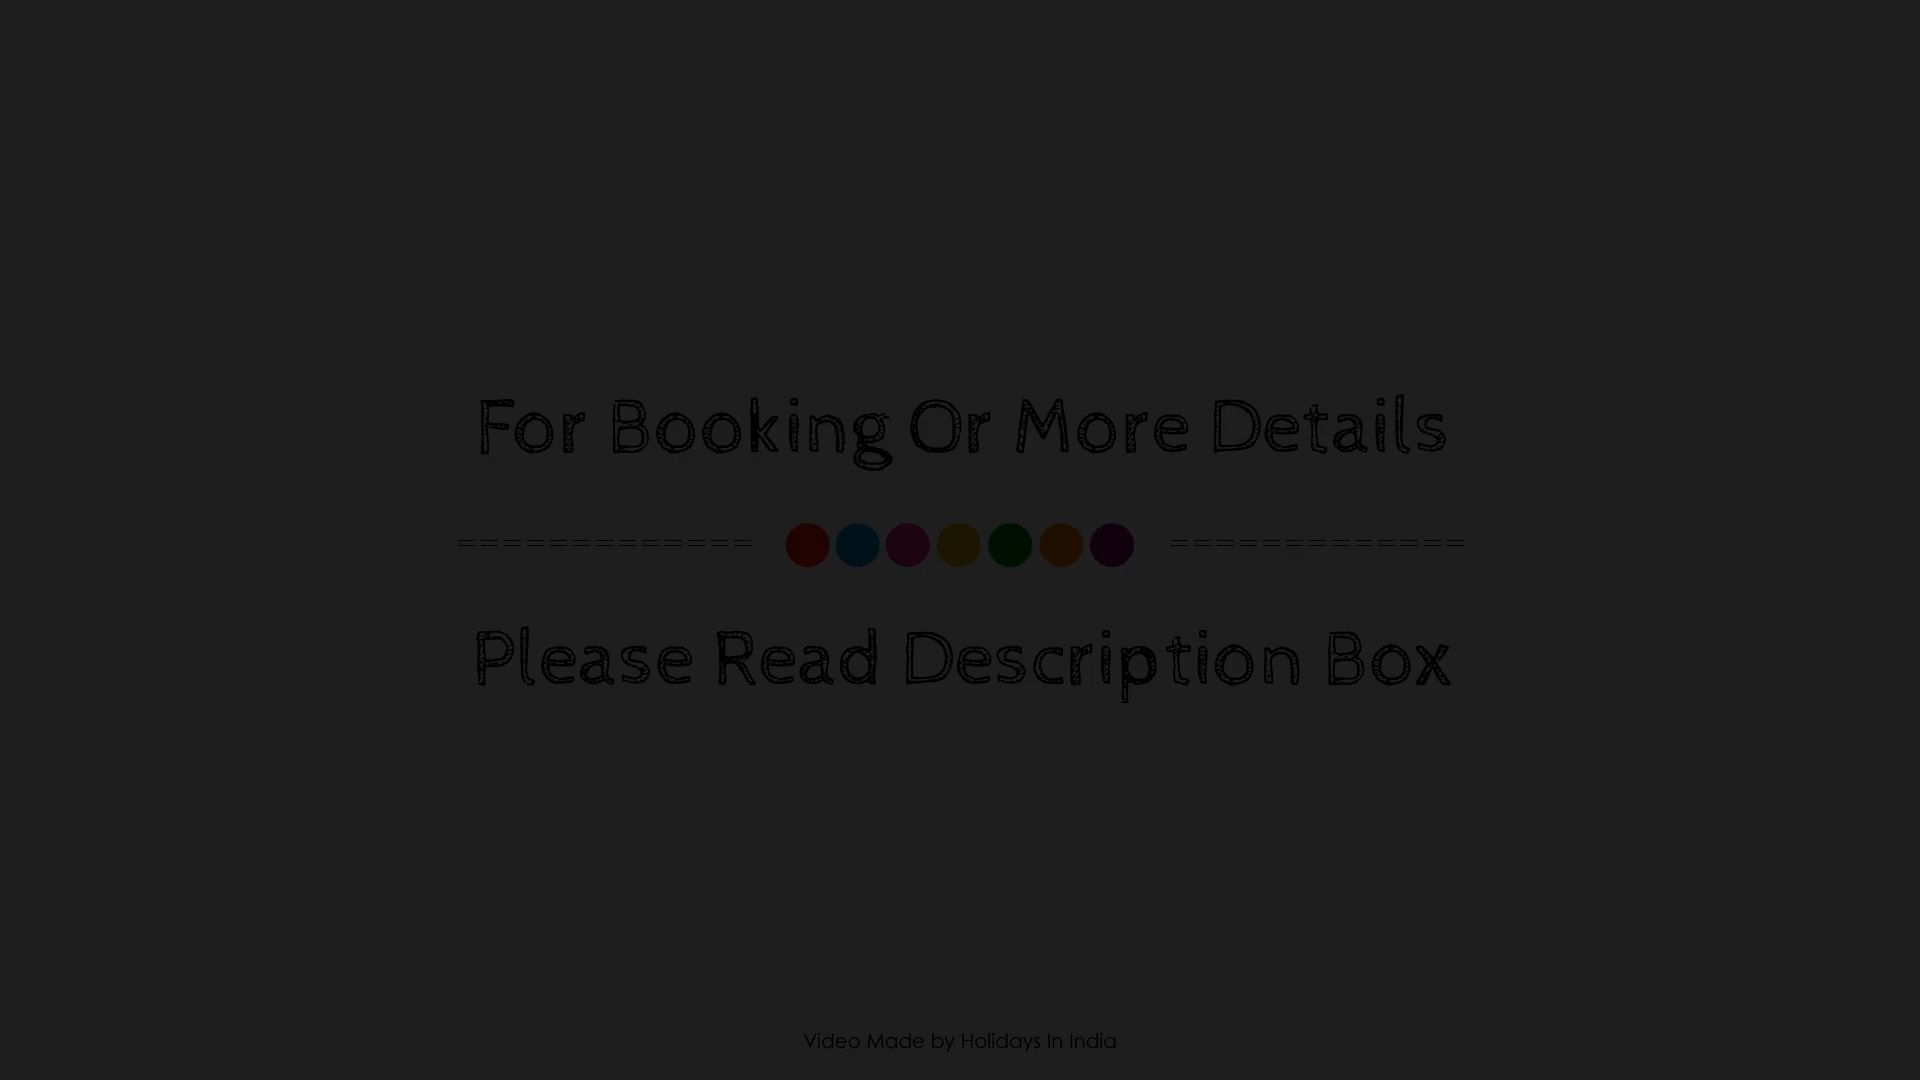 For Booking Or More Details
============= =============
Please Read Description Box
Video Made by Holidays In India